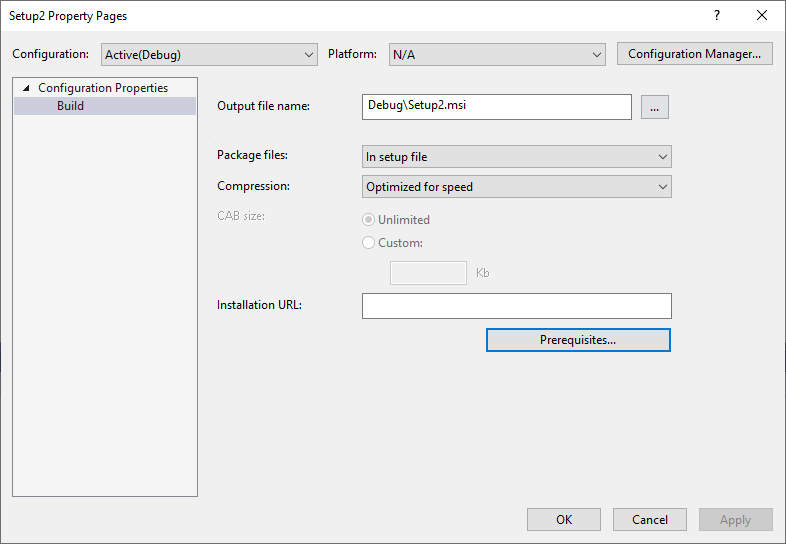 Setup2 Property Pages
Configuration: Active(Debug) Platform: N/A Configuration Manager...
Configuration Properties
Build
Output file name: Debug\Setup2.msi ...
Package files: In setup file
Compression: Optimized for speed
CAB size: Unlimited
Custom:
Kb
Installation URL:
Prerequisites...
OK Cancel Apply